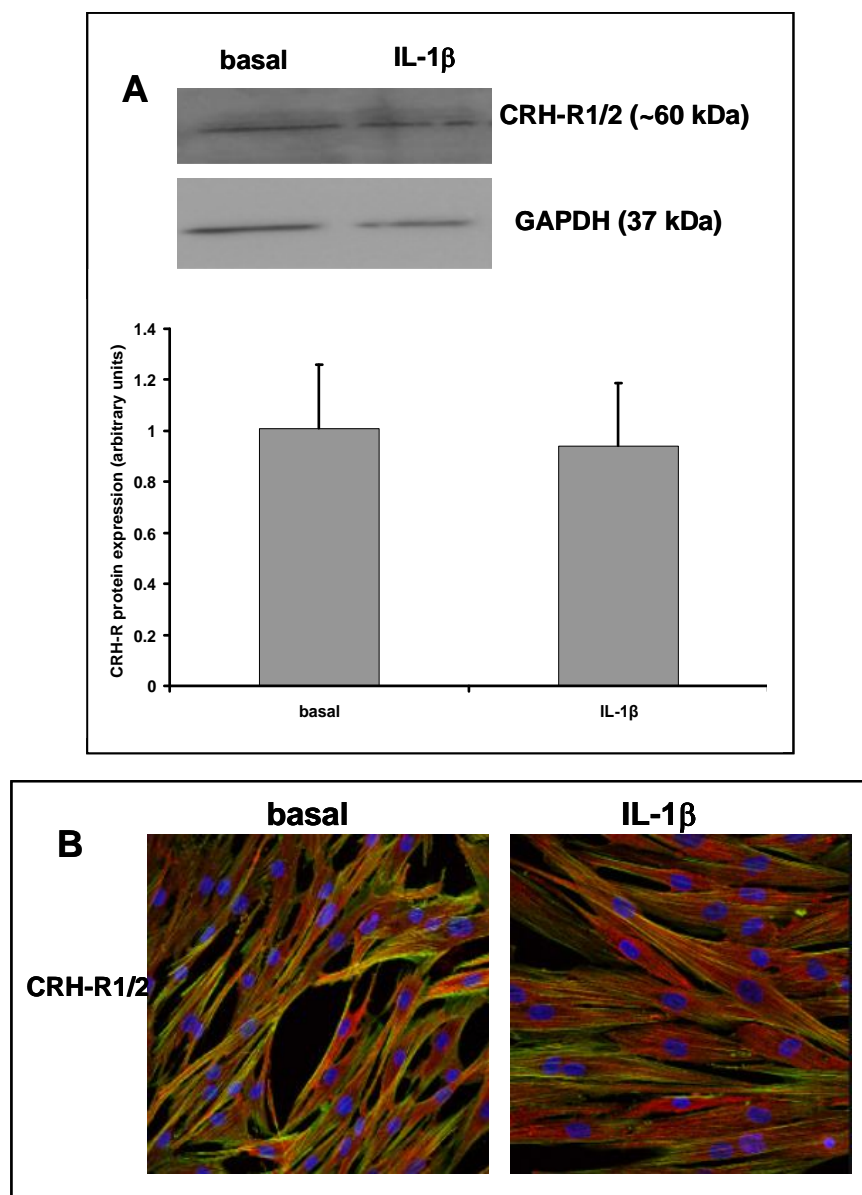 A
basal IL-1β
CRH-R1/2 (~60 kDa)
GAPDH (37 kDa)
CRH-R protein expression (arbitrary units)
1.4
1.2
1
0.8
0.6
0.4
0.2
0
basal IL-1β
B
basal IL-1β
CRH-R1/2